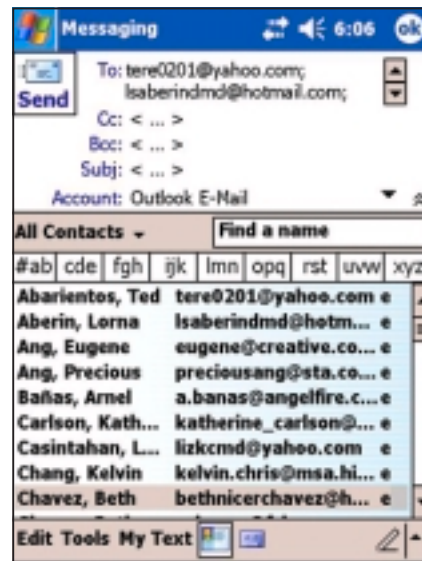 Messaging 6:06 ok
Send
To: tere0201@yahoo.com;
lsaberindmd@hotmail.com;
Cc: < ... >
Bcc: < ... >
Subj: < ... >
Account: Outlook E-Mail
All Contacts Find a name
#ab cde fgh ijk lmn opq rst uvw xyz
Abarientos, Ted tere0201@yahoo.com e
Aberin, Lorna lsaberindmd@hotm... e
Ang, Eugene eugene@creative.co... e
Ang, Precious preciousang@sta.co... e
Bañas, Arnel a.banas@angelfire.c... e
Carlson, Kath... katherine_carlson@... e
Casintahan, L... lizkcmd@yahoo.com e
Chang, Kelvin kelvin.chris@msa.hi... e
Chavez, Beth bethnicerchavez@h... e
Edit Tools My Text